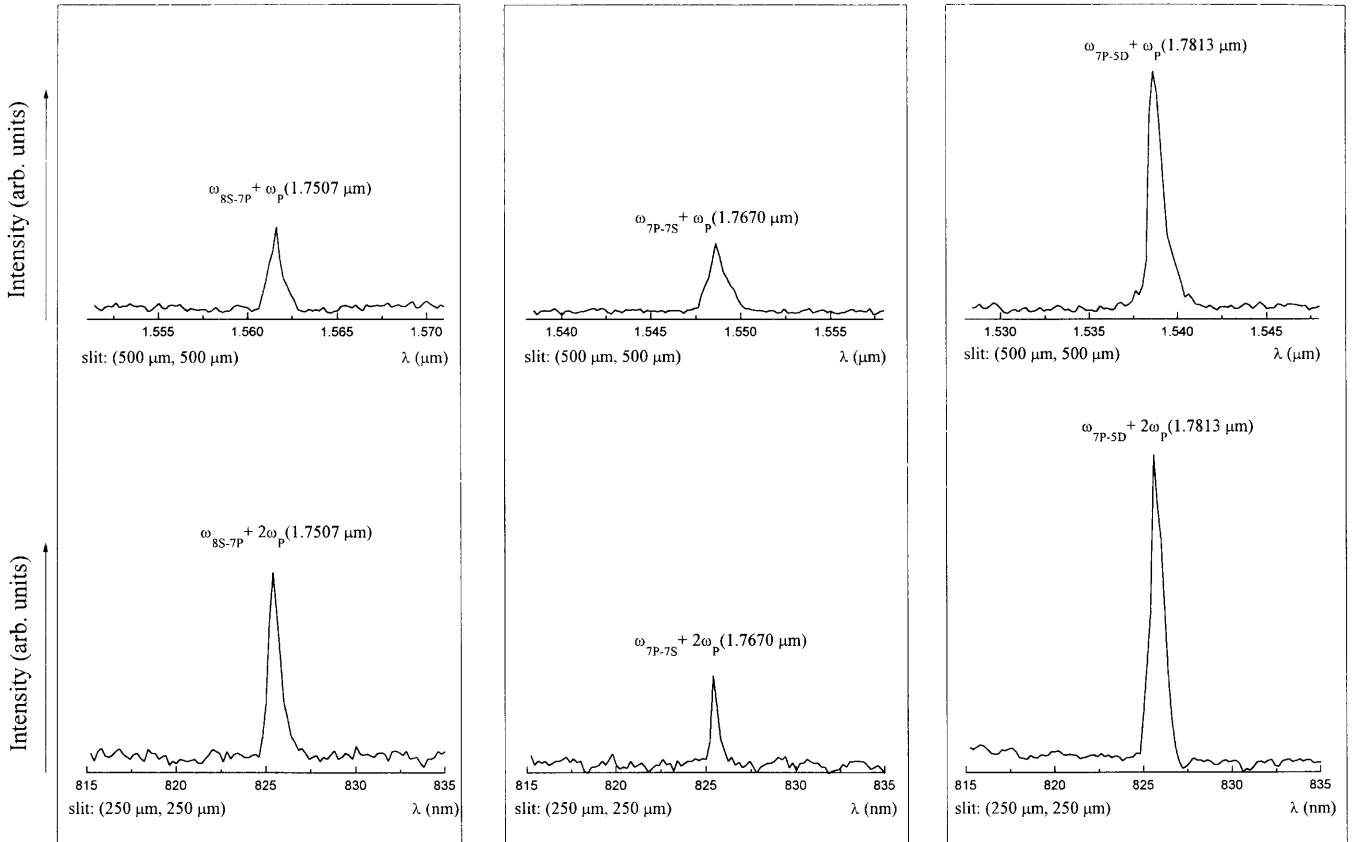 Intensity (arb. units)
ω8S-7P + ωP(1.7507 μm)
1.555 1.560 1.565 1.570
slit: (500 μm, 500 μm) λ (μm)
ω7P-7S + ωP(1.7670 μm)
1.540 1.545 1.550 1.555
slit: (500 μm, 500 μm) λ (μm)
ω7P-5D + ωP(1.7813 μm)
1.530 1.535 1.540 1.545
slit: (500 μm, 500 μm) λ (μm)
Intensity (arb. units)
ω8S-7P + 2ωP(1.7507 μm)
815 820 825 830 835
slit: (250 μm, 250 μm) λ (nm)
ω7P-7S + 2ωP(1.7670 μm)
815 820 825 830 835
slit: (250 μm, 250 μm) λ (nm)
ω7P-5D + 2ωP(1.7813 μm)
815 820 825 830 835
slit: (250 μm, 250 μm) λ (nm)